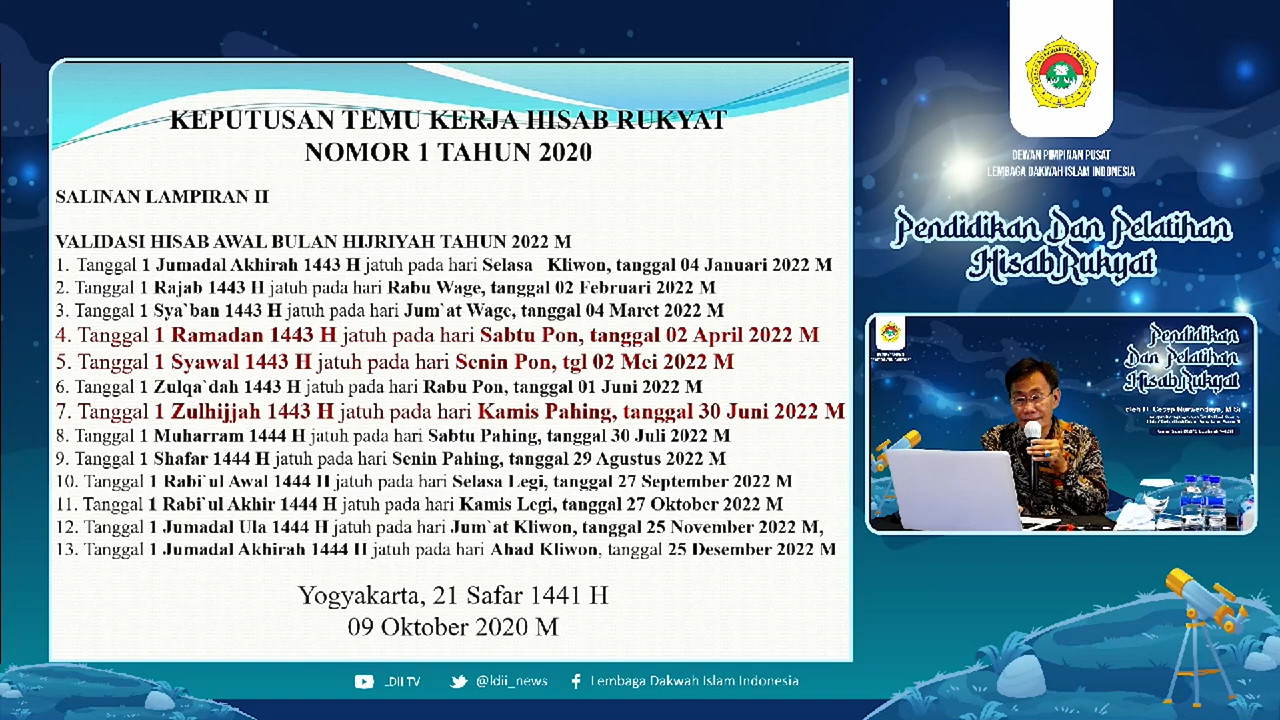 KEPUTUSAN TEMU KERJA HISAB RUKYAT
NOMOR 1 TAHUN 2020
SALINAN LAMPIRAN II
VALIDASI HISAB AWAL BULAN HIJRIYAH TAHUN 2022 M
1. Tanggal 1 Jumadal Akhirah 1443 H jatuh pada hari Selasa Kliwon, tanggal 04 Januari 2022 M
2. Tanggal 1 Rajab 1443 H jatuh pada hari Rabu Wage, tanggal 02 Februari 2022 M
3. Tanggal 1 Sya`ban 1443 H jatuh pada hari Jum`at Wage, tanggal 04 Maret 2022 M
4. Tanggal 1 Ramadan 1443 H jatuh pada hari Sabtu Pon, tanggal 02 April 2022 M
5. Tanggal 1 Syawal 1443 H jatuh pada hari Senin Pon, tgl 02 Mei 2022 M
6. Tanggal 1 Zulqa`dah 1443 H jatuh pada hari Rabu Pon, tanggal 01 Juni 2022 M
7. Tanggal 1 Zulhijjah 1443 H jatuh pada hari Kamis Pahing, tanggal 30 Juni 2022 M
8. Tanggal 1 Muharram 1444 H jatuh pada hari Sabtu Pahing, tanggal 30 Juli 2022 M
9. Tanggal 1 Shafar 1444 H jatuh pada hari Senin Pahing, tanggal 29 Agustus 2022 M
10. Tanggal 1 Rabi`ul Awal 1444 H jatuh pada hari Selasa Legi, tanggal 27 September 2022 M
11. Tanggal 1 Rabi`ul Akhir 1444 H jatuh pada hari Kamis Legi, tanggal 27 Oktober 2022 M
12. Tanggal 1 Jumadal Ula 1444 H jatuh pada hari Jum`at Kliwon, tanggal 25 November 2022 M,
13. Tanggal 1 Jumadal Akhirah 1444 H jatuh pada hari Ahad Kliwon, tanggal 25 Desember 2022 M
Yogyakarta, 21 Safar 1441 H
09 Oktober 2020 M
LDII TV @ldii_news Lembaga Dakwah Islam Indonesia
DEWAN PIMPINAN PUSAT
LEMBAGA DAKWAH ISLAM INDONESIA
Pendidikan Dan Pelatihan
Hisab Rukyat
Pendidikan
Dan Pelatihan
Hisab Rukyat